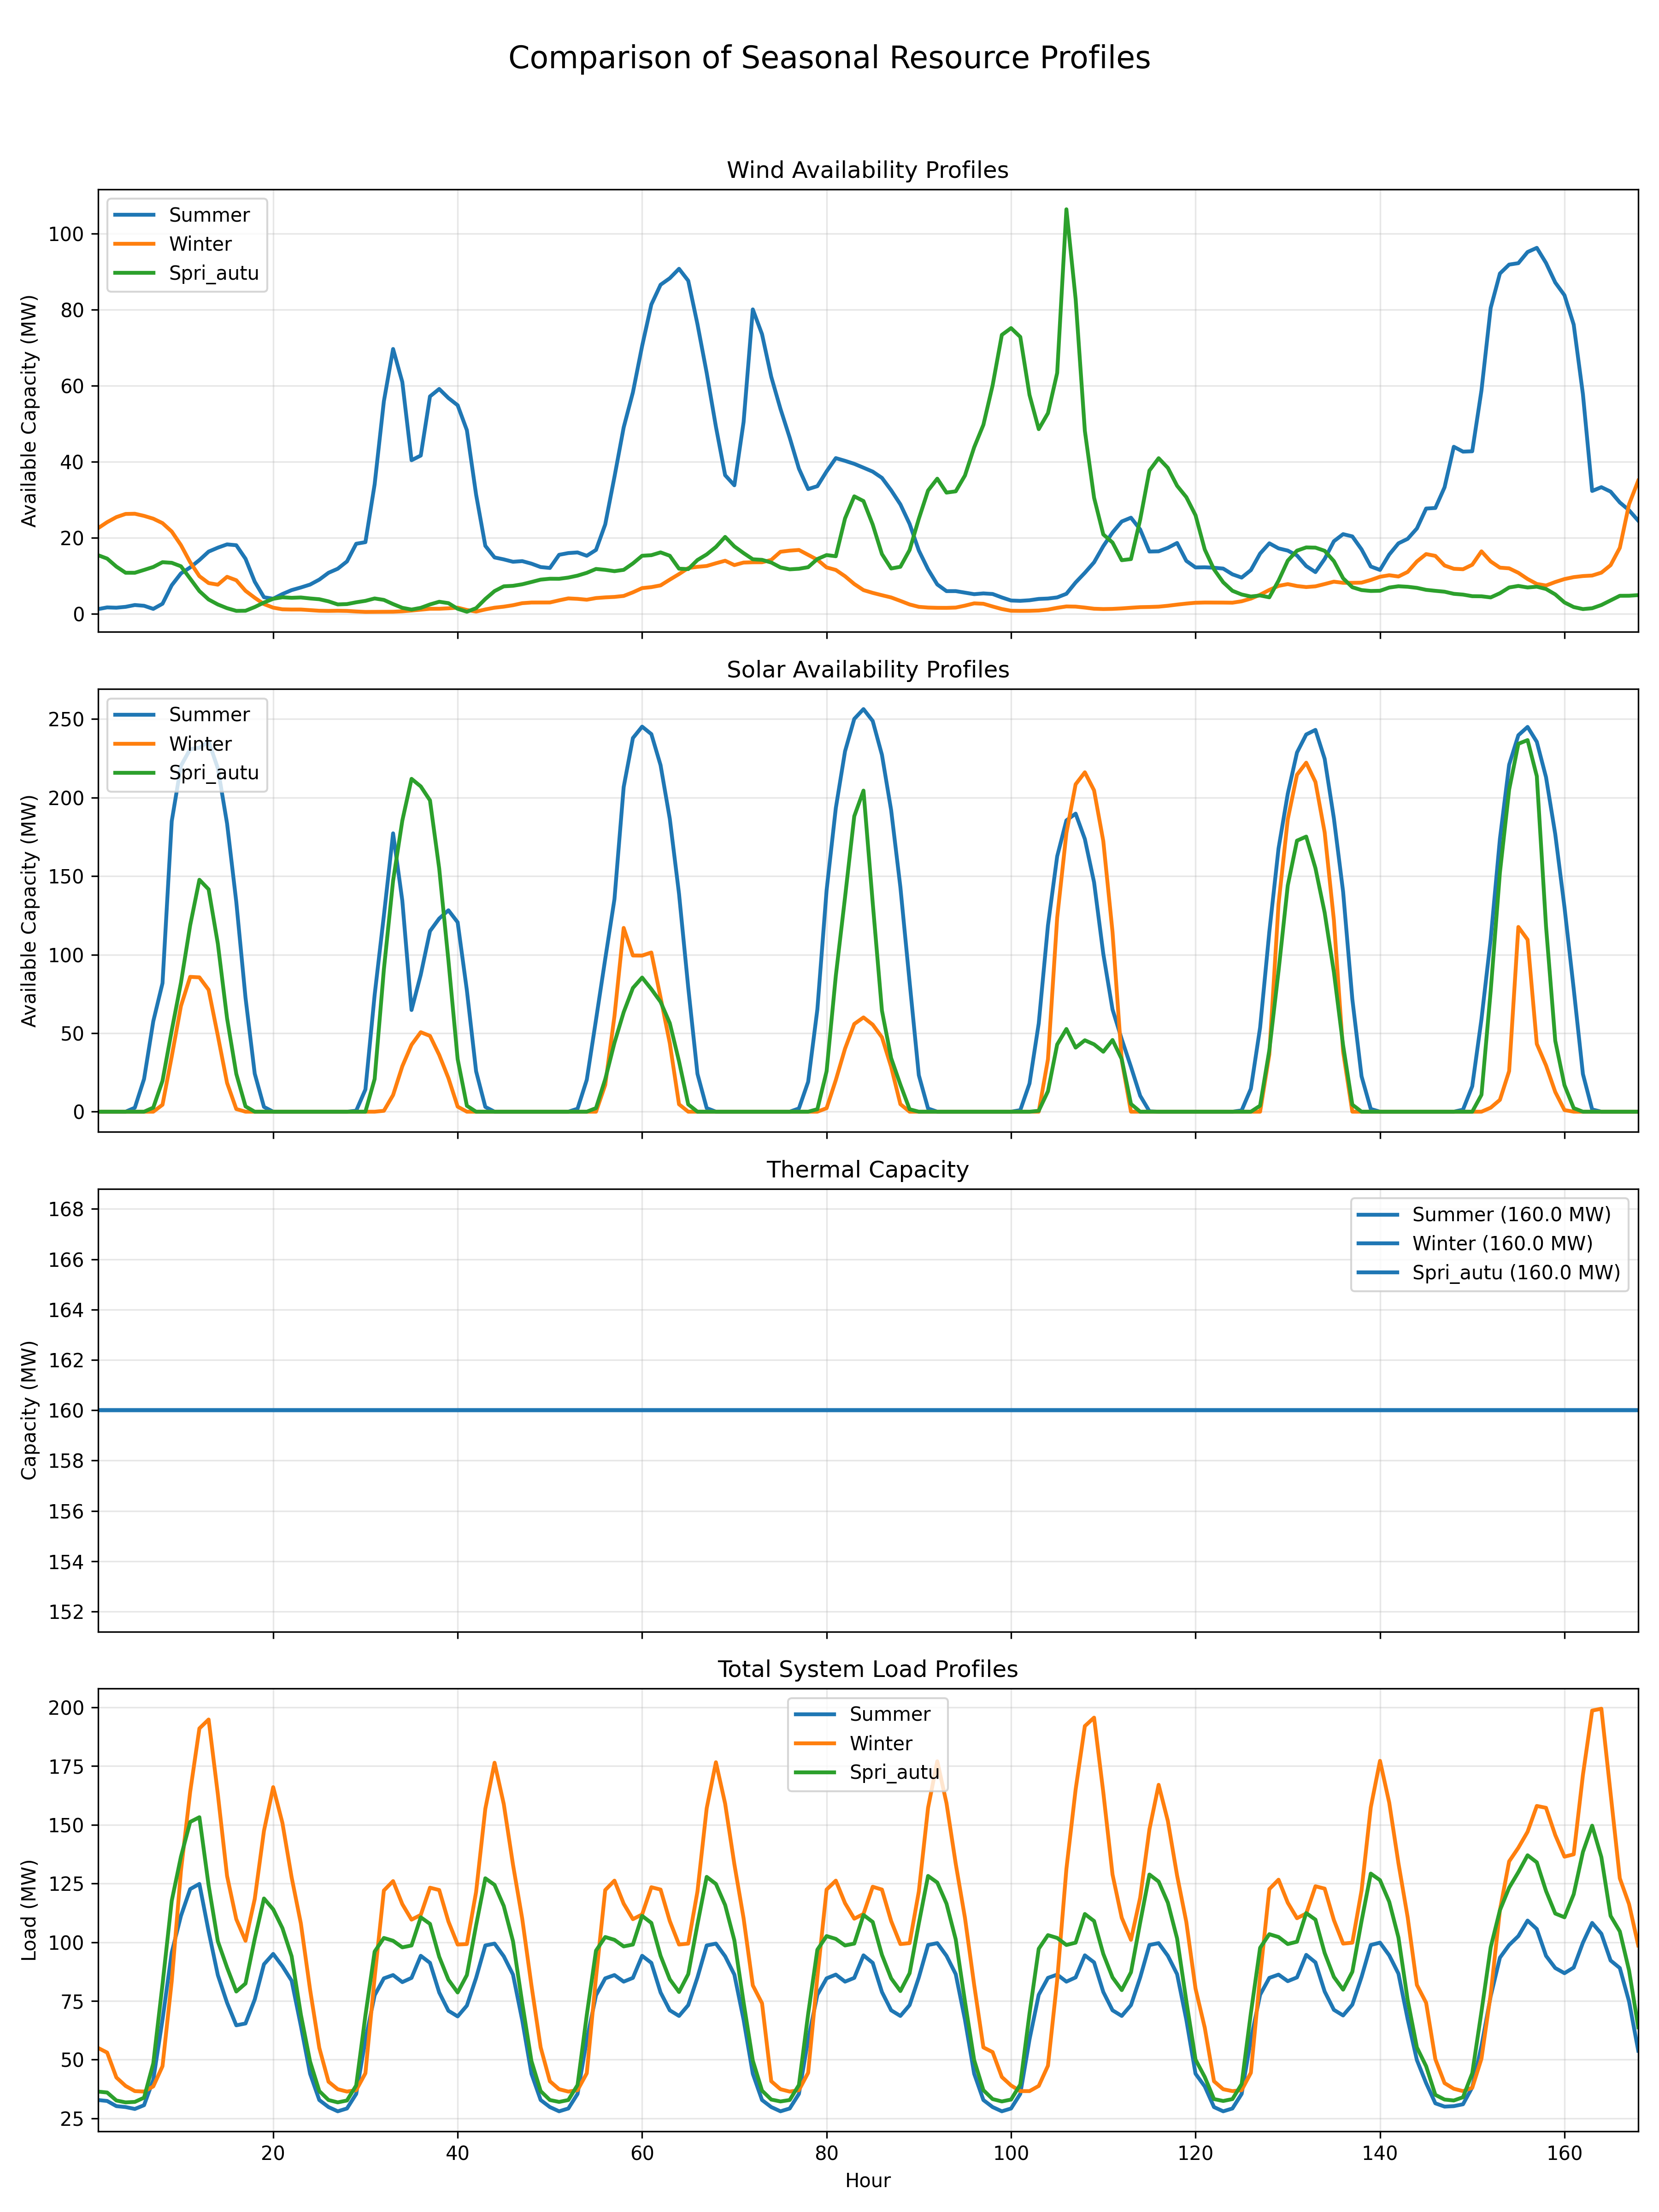 Comparison of Seasonal Resource Profiles
Wind Availability Profiles
Available Capacity (MW)
100
80
60
40
20
0
Summer
Winter
Spri_autu
Solar Availability Profiles
Available Capacity (MW)
250
200
150
100
50
0
Summer
Winter
Spri_autu
Thermal Capacity
Capacity (MW)
168
166
164
162
160
158
156
154
152
Summer (160.0 MW)
Winter (160.0 MW)
Spri_autu (160.0 MW)
Total System Load Profiles
Load (MW)
200
175
150
125
100
75
50
25
Summer
Winter
Spri_autu
20 40 60 80 100 120 140 160
Hour